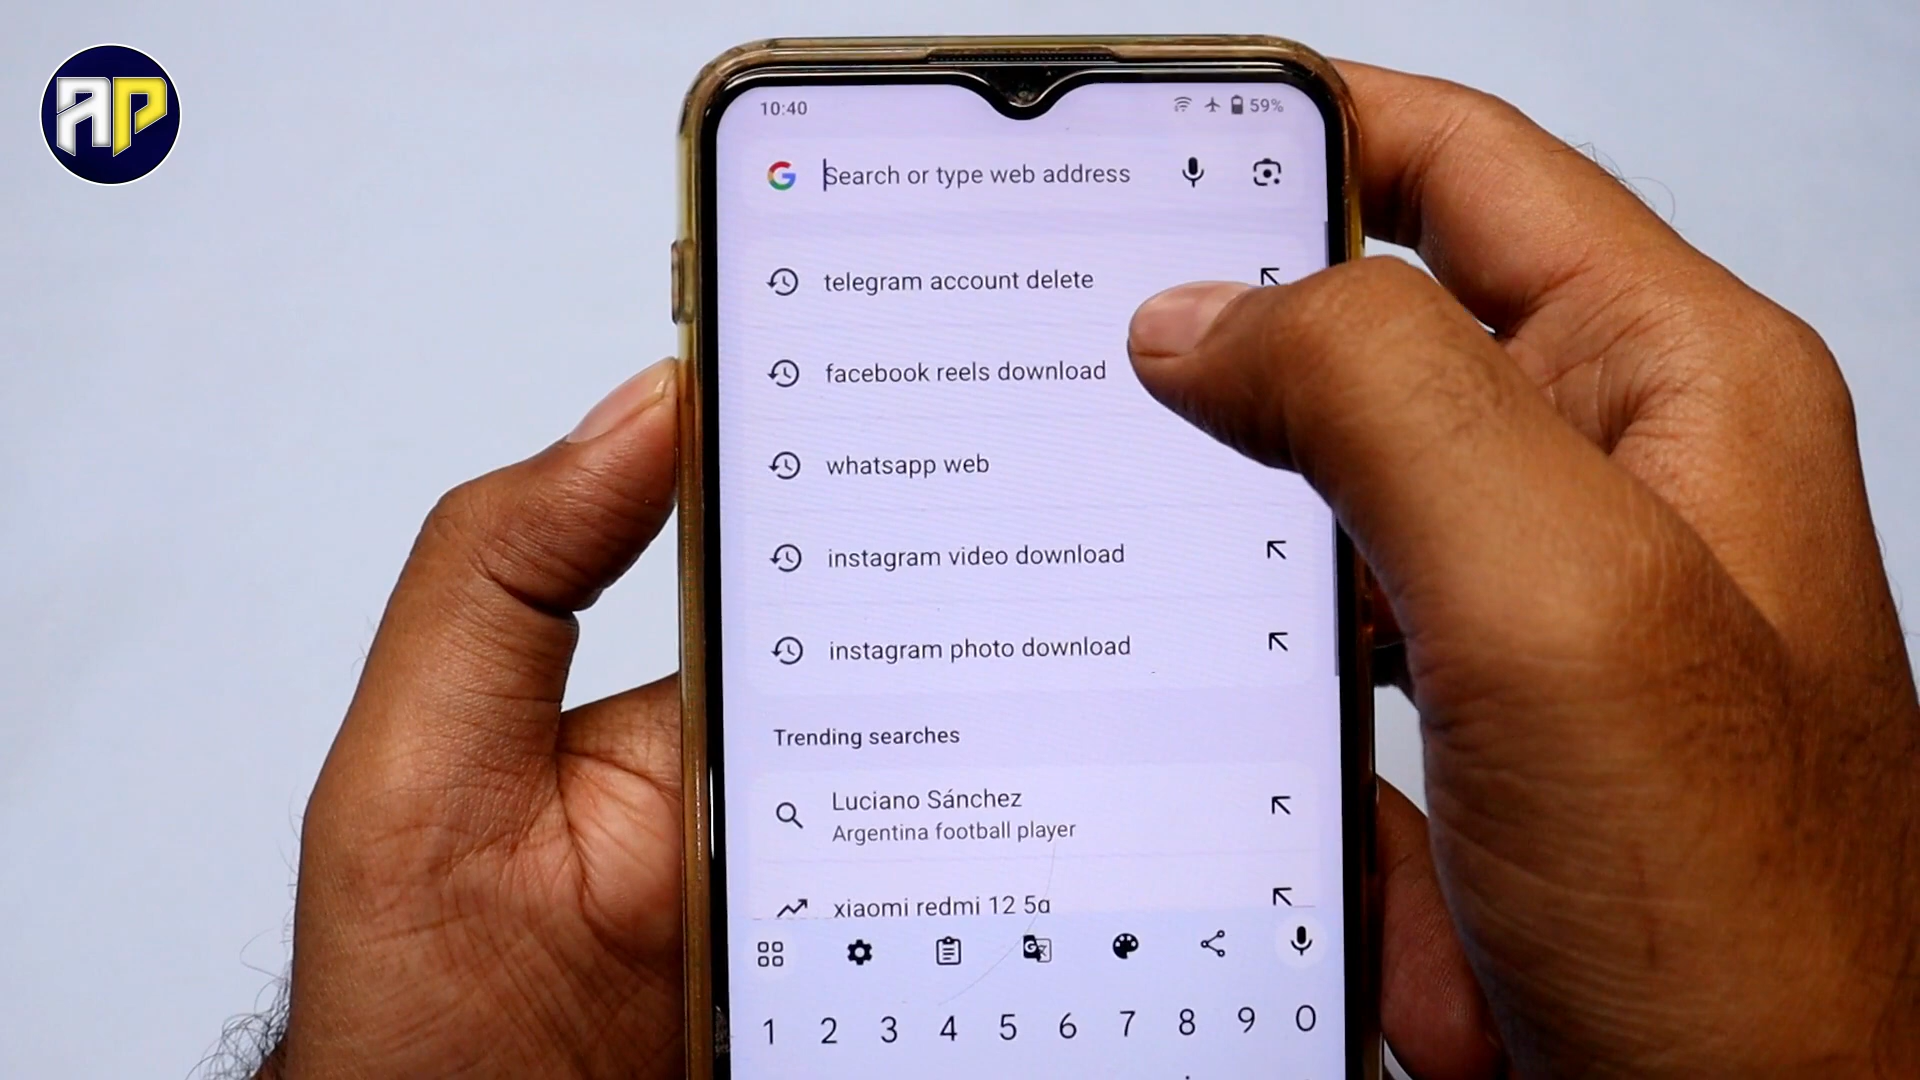 AP
10:40
59%
Search or type web address
telegram account delete
facebook reels download
whatsapp web
instagram video download
instagram photo download
Trending searches
Luciano Sánchez
Argentina football player
xiaomi redmi 12 5a
1 2 3 4 5 6 7 8 9 0